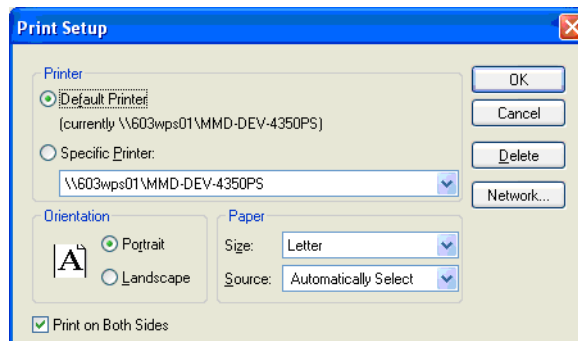 Print Setup
Printer
Default Printer
(currently \\603wps01\MMD-DEV-4350PS)
Specific Printer:
\\603wps01\MMD-DEV-4350PS
OK
Cancel
Delete
Network...
Orientation
A
Portrait
Landscape
Paper
Size: Letter
Source: Automatically Select
Print on Both Sides